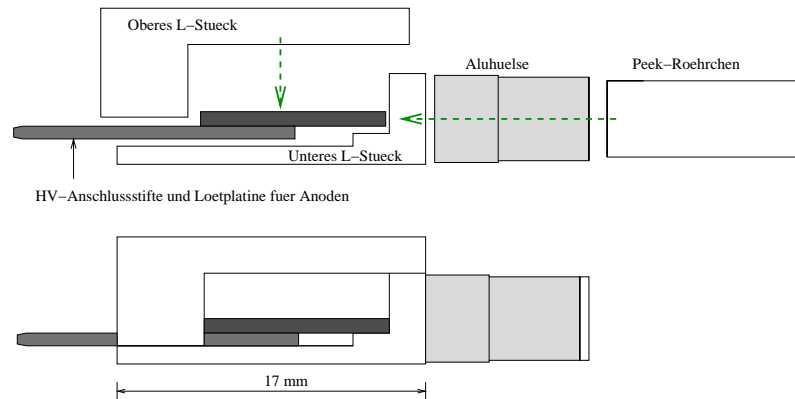 Oberes L−Stueck
Aluhuelse
Peek−Roehrchen
Unteres L−Stueck
HV−Anschlussstifte und Loetplatine fuer Anoden
17 mm